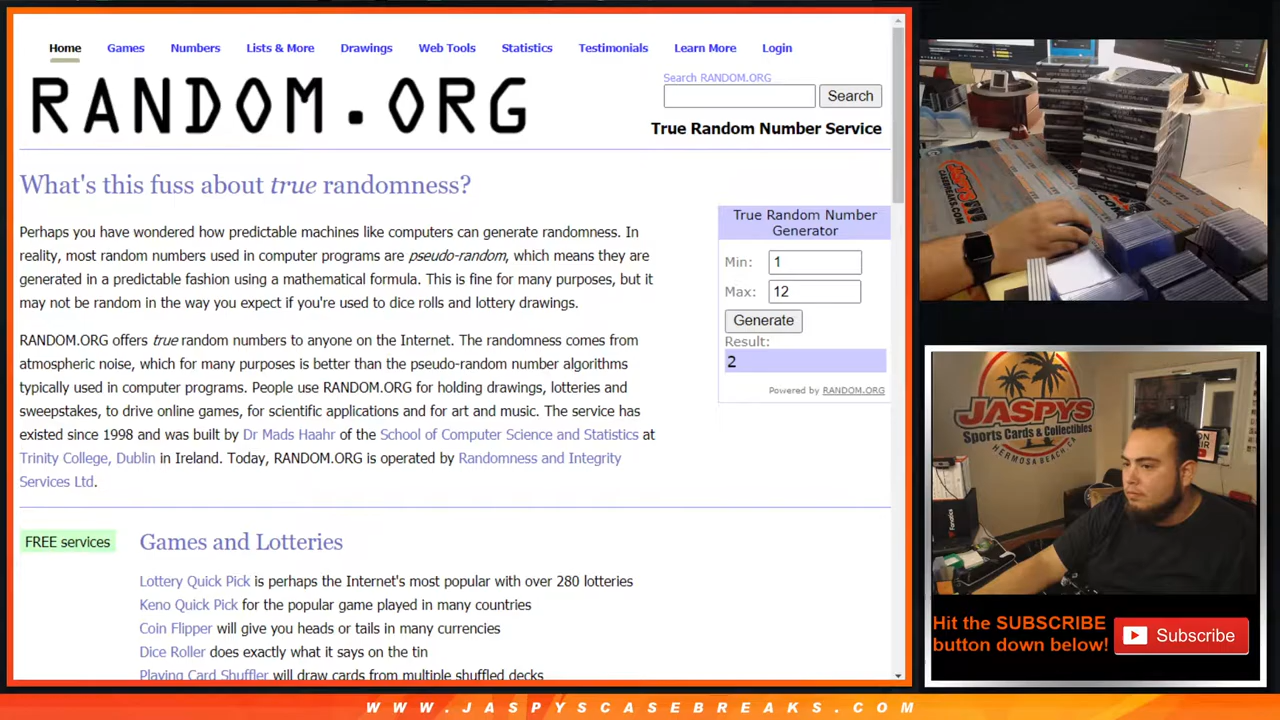 Home Games Numbers Lists & More Drawings Web Tools Statistics Testimonials Learn More Login
RANDOM.ORG
Search RANDOM.ORG
Search
True Random Number Service
What's this fuss about true randomness?
Perhaps you have wondered how predictable machines like computers can generate randomness. In
reality, most random numbers used in computer programs are pseudo-random, which means they are
generated in a predictable fashion using a mathematical formula. This is fine for many purposes, but it
may not be random in the way you expect if you're used to dice rolls and lottery drawings.
RANDOM.ORG offers true random numbers to anyone on the Internet. The randomness comes from
atmospheric noise, which for many purposes is better than the pseudo-random number algorithms
typically used in computer programs. People use RANDOM.ORG for holding drawings, lotteries and
sweepstakes, to drive online games, for scientific applications and for art and music. The service has
existed since 1998 and was built by Dr Mads Haahr of the School of Computer Science and Statistics at
Trinity College, Dublin in Ireland. Today, RANDOM.ORG is operated by Randomness and Integrity
Services Ltd.
True Random Number
Generator
Min: 1
Max: 12
Generate
Result:
2
Powered by RANDOM.ORG
FREE services
Games and Lotteries
Lottery Quick Pick is perhaps the Internet's most popular with over 280 lotteries
Keno Quick Pick for the popular game played in many countries
Coin Flipper will give you heads or tails in many currencies
Dice Roller does exactly what it says on the tin
Playing Card Shuffler will draw cards from multiple shuffled decks
JASPYS
CASEBREAKS.COM
JASPYS
Sports Cards & Collectibles
HERMOSA BEACH, CA
Fanatics
Hit the SUBSCRIBE
button down below!
Subscribe
WWW.JASPYSCASEBREAKS.COM